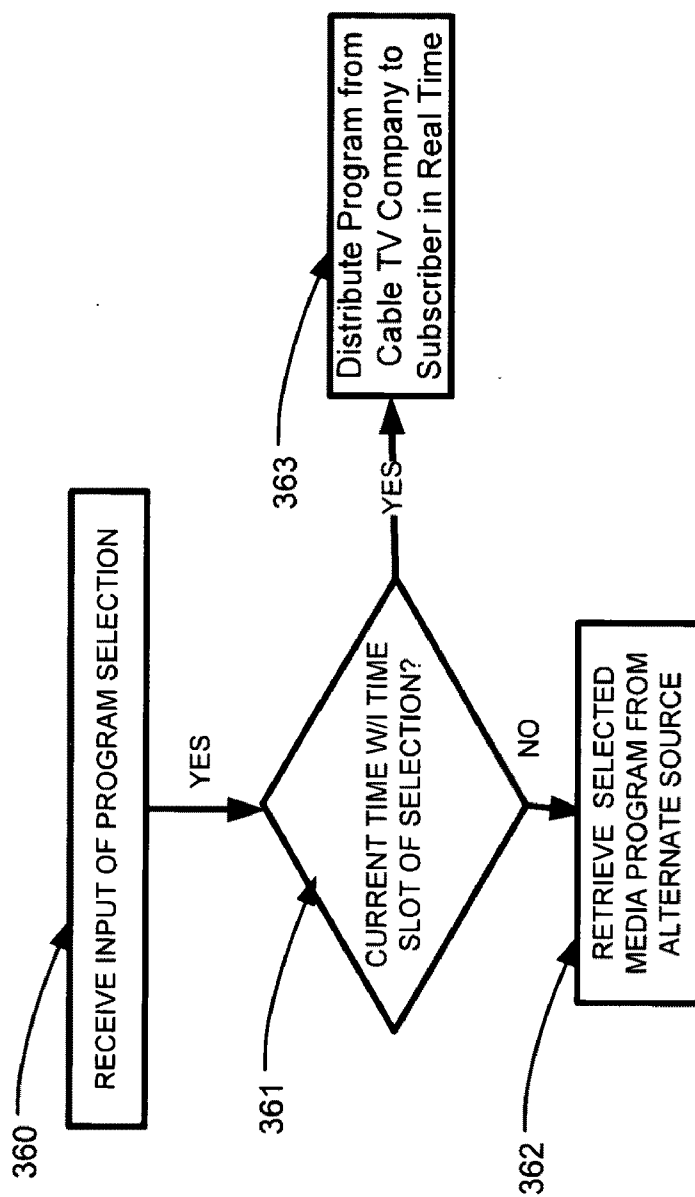 360
RECEIVE INPUT OF PROGRAM SELECTION
YES
361
CURRENT TIME W/I TIME
SLOT OF SELECTION?
YES
363
Distribute Program from
Cable TV Company to
Subscriber in Real Time
NO
362
RETRIEVE SELECTED
MEDIA PROGRAM FROM
ALTERNATE SOURCE